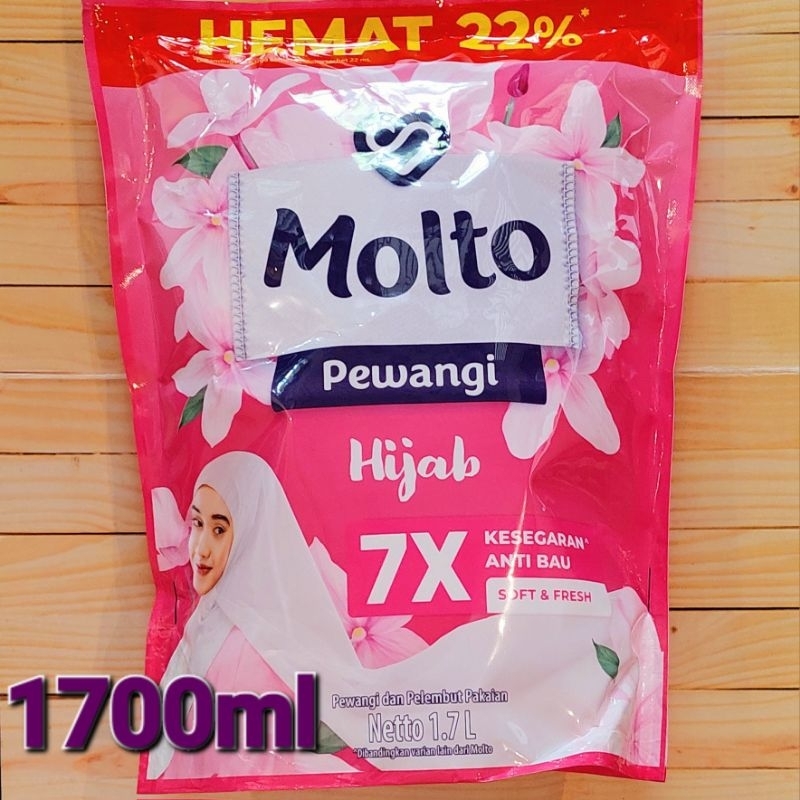 HEMAT 22%*
Molto
Pewangi
Hijab
7X
KESEGARAN*
ANTI BAU
SOFT & FRESH
1700ml
Pewangi dan Pelembut Pakaian
Netto 1.7 L
*Dibandingkan varian lain dari Molto